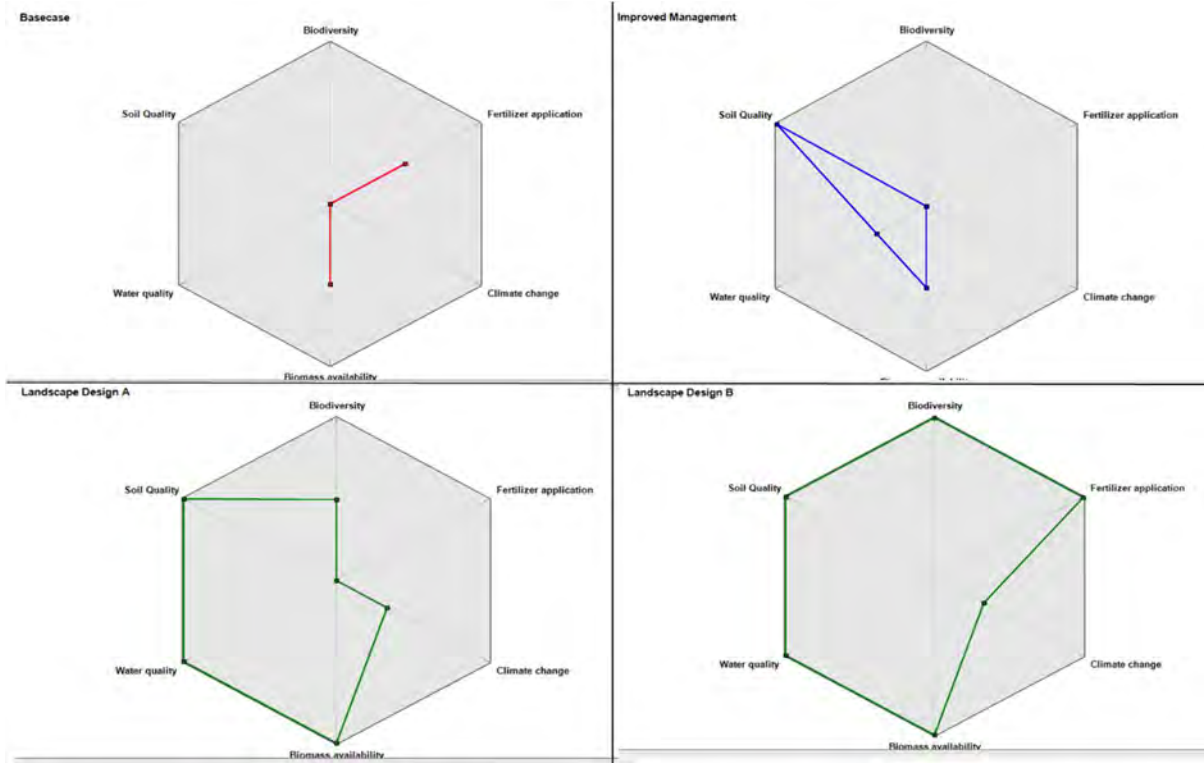 Basecase
Biodiversity
Soil Quality
Fertilizer application
Water quality
Climate change
Biomass availability
Improved Management
Biodiversity
Soil Quality
Fertilizer application
Water quality
Climate change
Landscape Design A
Biodiversity
Soil Quality
Fertilizer application
Water quality
Climate change
Biomass availability
Landscape Design B
Biodiversity
Soil Quality
Fertilizer application
Water quality
Climate change
Biomass availability